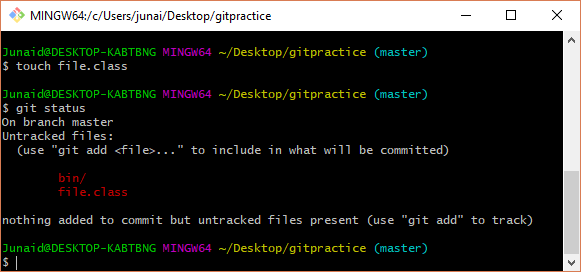 MINGW64:/c/Users/junai/Desktop/gitpractice
Junaid@DESKTOP-KABTBNG MINGW64 ~/Desktop/gitpractice (master)
$ touch file.class
Junaid@DESKTOP-KABTBNG MINGW64 ~/Desktop/gitpractice (master)
$ git status
On branch master
Untracked files:
(use "git add <file>..." to include in what will be committed)
bin/
file.class
nothing added to commit but untracked files present (use "git add" to track)
Junaid@DESKTOP-KABTBNG MINGW64 ~/Desktop/gitpractice (master)
$